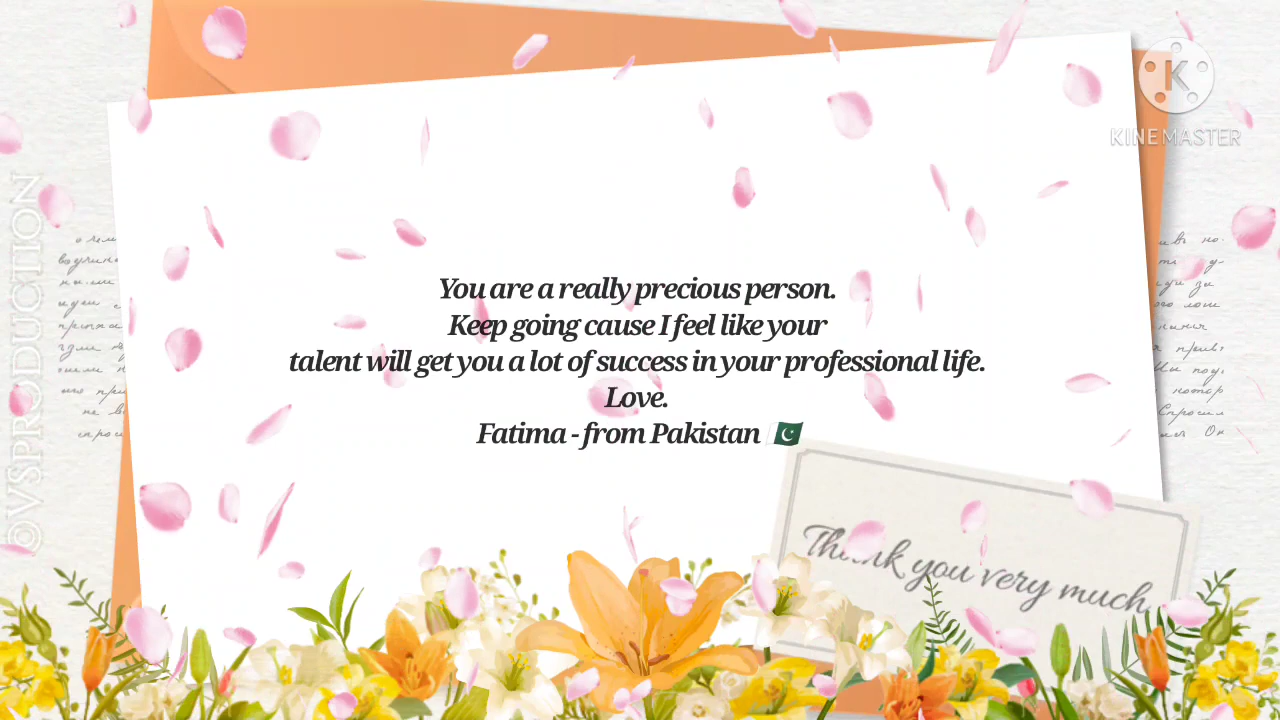 K
KINEMASTER
©VSPRODUCTION
You are a really precious person.
Keep going cause I feel like your
talent will get you a lot of success in your professional life.
Love.
Fatima - from Pakistan 🇵🇰
Thank you very much